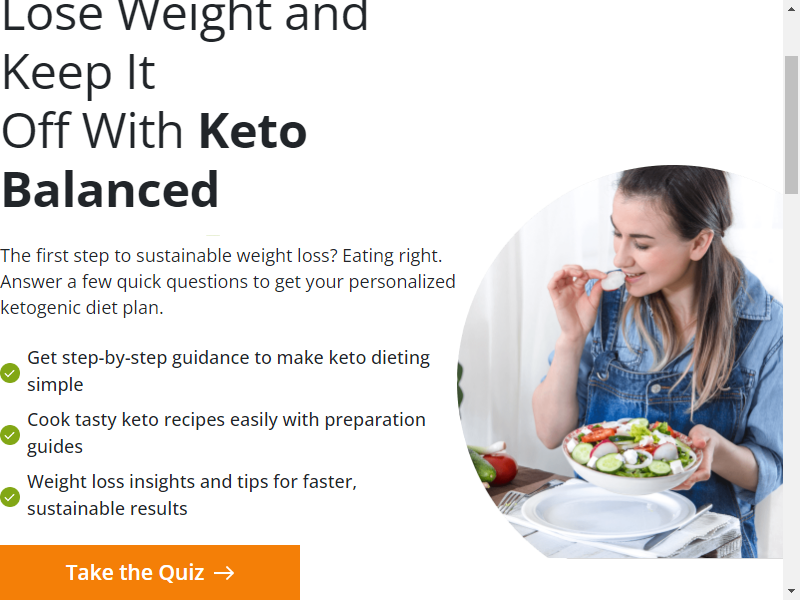 Lose Weight and
Keep It
Off With Keto
Balanced
The first step to sustainable weight loss? Eating right.
Answer a few quick questions to get your personalized
ketogenic diet plan.
Get step-by-step guidance to make keto dieting
simple
Cook tasty keto recipes easily with preparation
guides
Weight loss insights and tips for faster,
sustainable results
Take the Quiz →